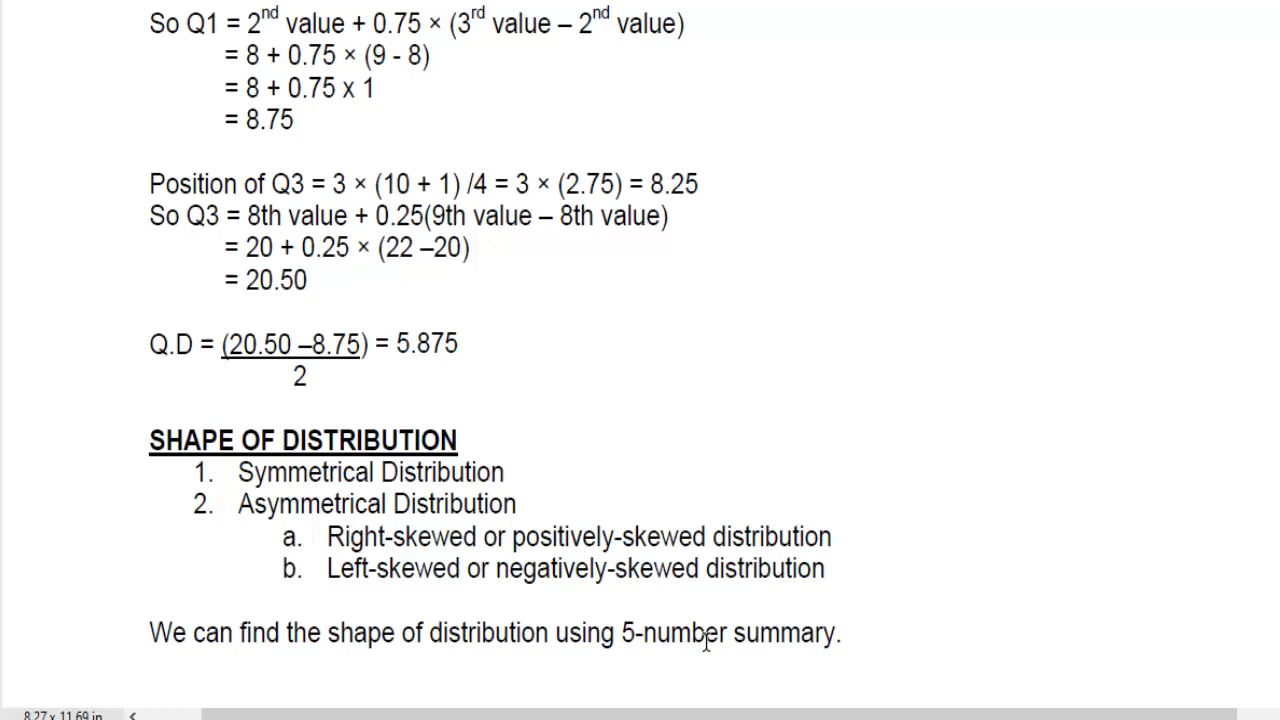 So Q1 = 2nd value + 0.75 × (3rd value – 2nd value)
= 8 + 0.75 × (9 - 8)
= 8 + 0.75 x 1
= 8.75
Position of Q3 = 3 × (10 + 1) /4 = 3 × (2.75) = 8.25
So Q3 = 8th value + 0.25(9th value – 8th value)
= 20 + 0.25 × (22 –20)
= 20.50
Q.D = (20.50 –8.75) = 5.875
2
SHAPE OF DISTRIBUTION
1. Symmetrical Distribution
2. Asymmetrical Distribution
a. Right-skewed or positively-skewed distribution
b. Left-skewed or negatively-skewed distribution
We can find the shape of distribution using 5-number summary.
8.27 x 11.69 in